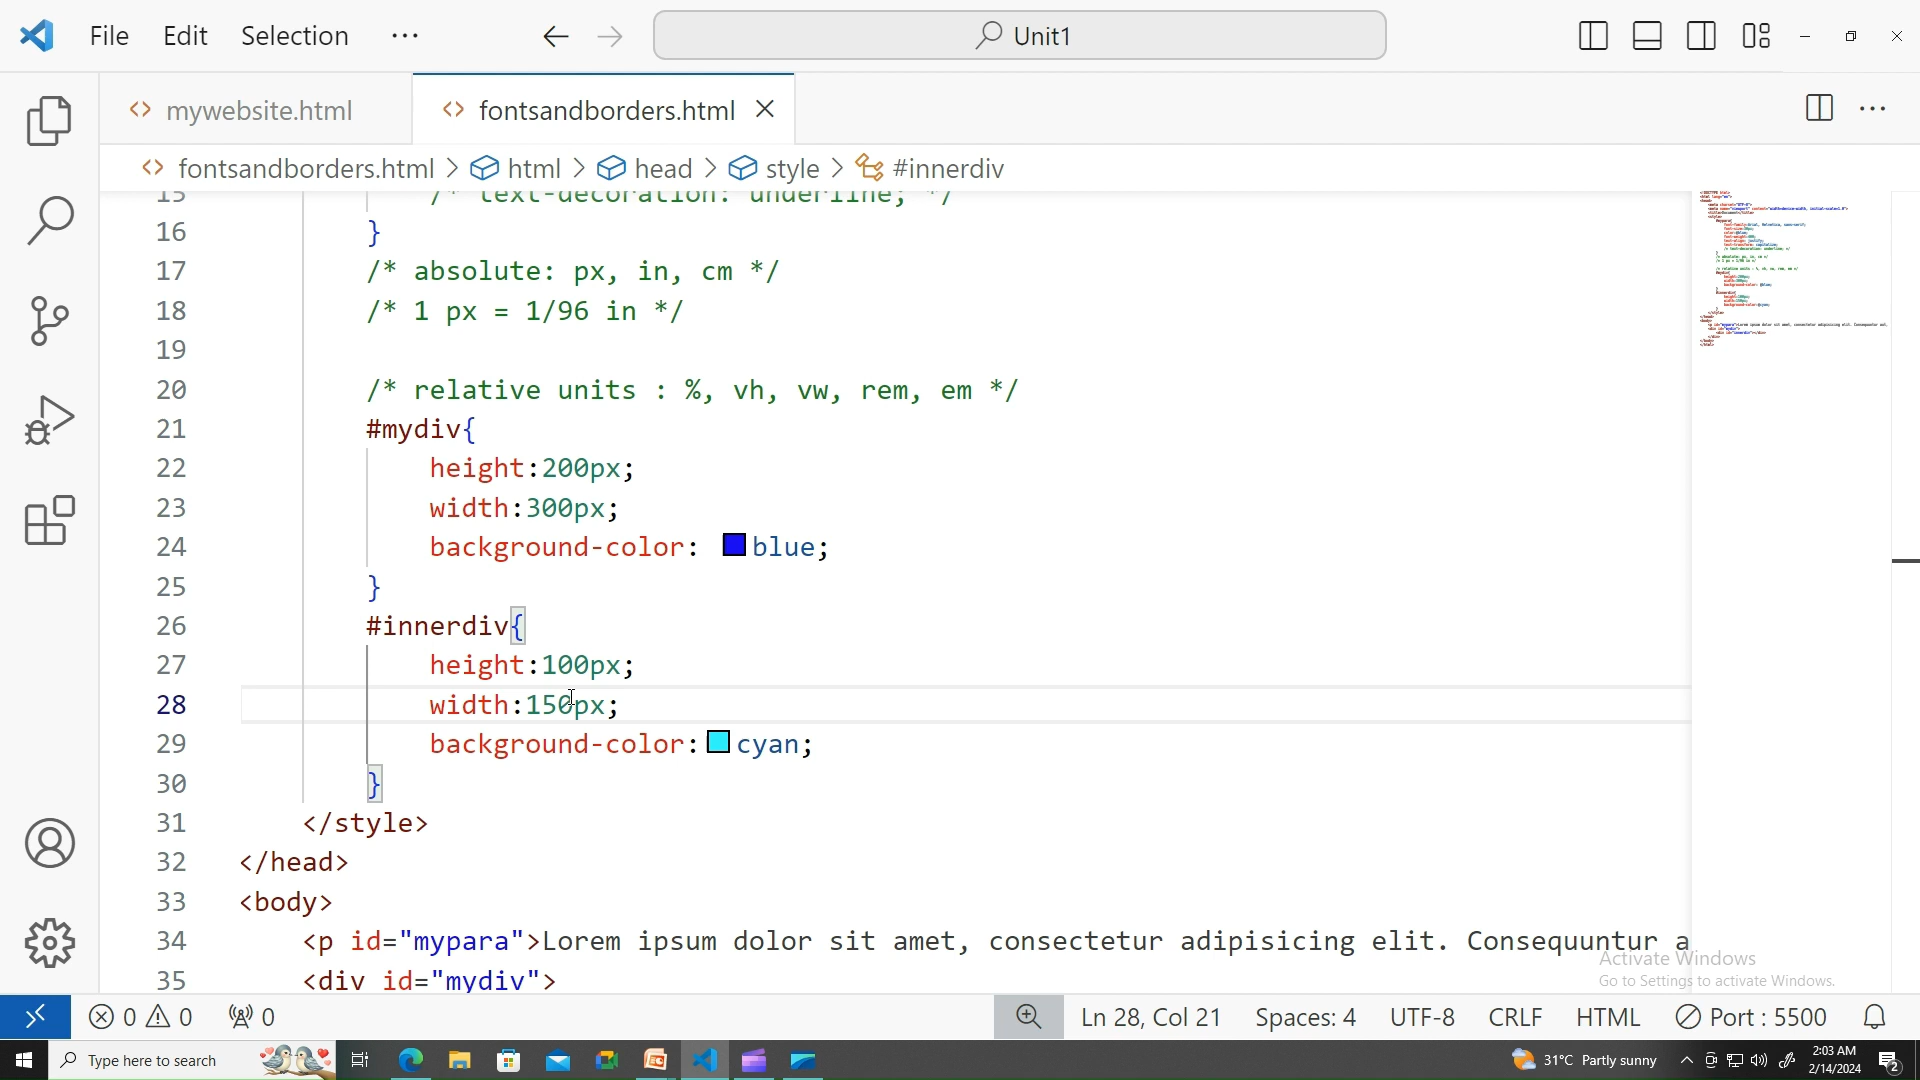 File Edit Selection ··· Unit1
mywebsite.html fontsandborders.html
fontsandborders.html > html > head > style > #innerdiv
15 /* text-decoration: underline; */
16 }
17 /* absolute: px, in, cm */
18 /* 1 px = 1/96 in */
19
20 /* relative units : %, vh, vw, rem, em */
21 #mydiv{
22 height:200px;
23 width:300px;
24 background-color: blue;
25 }
26 #innerdiv{
27 height:100px;
28 width:150px;
29 background-color:cyan;
30 }
31 </style>
32 </head>
33 <body>
34 <p id="mypara">Lorem ipsum dolor sit amet, consectetur adipisicing elit. Consequuntur a
35 <div id="mydiv">
Activate Windows
Go to Settings to activate Windows.
0 0 0 Ln 28, Col 21 Spaces: 4 UTF-8 CRLF HTML Port : 5500
Type here to search 31°C Partly sunny 2:03 AM
2/14/2024 2